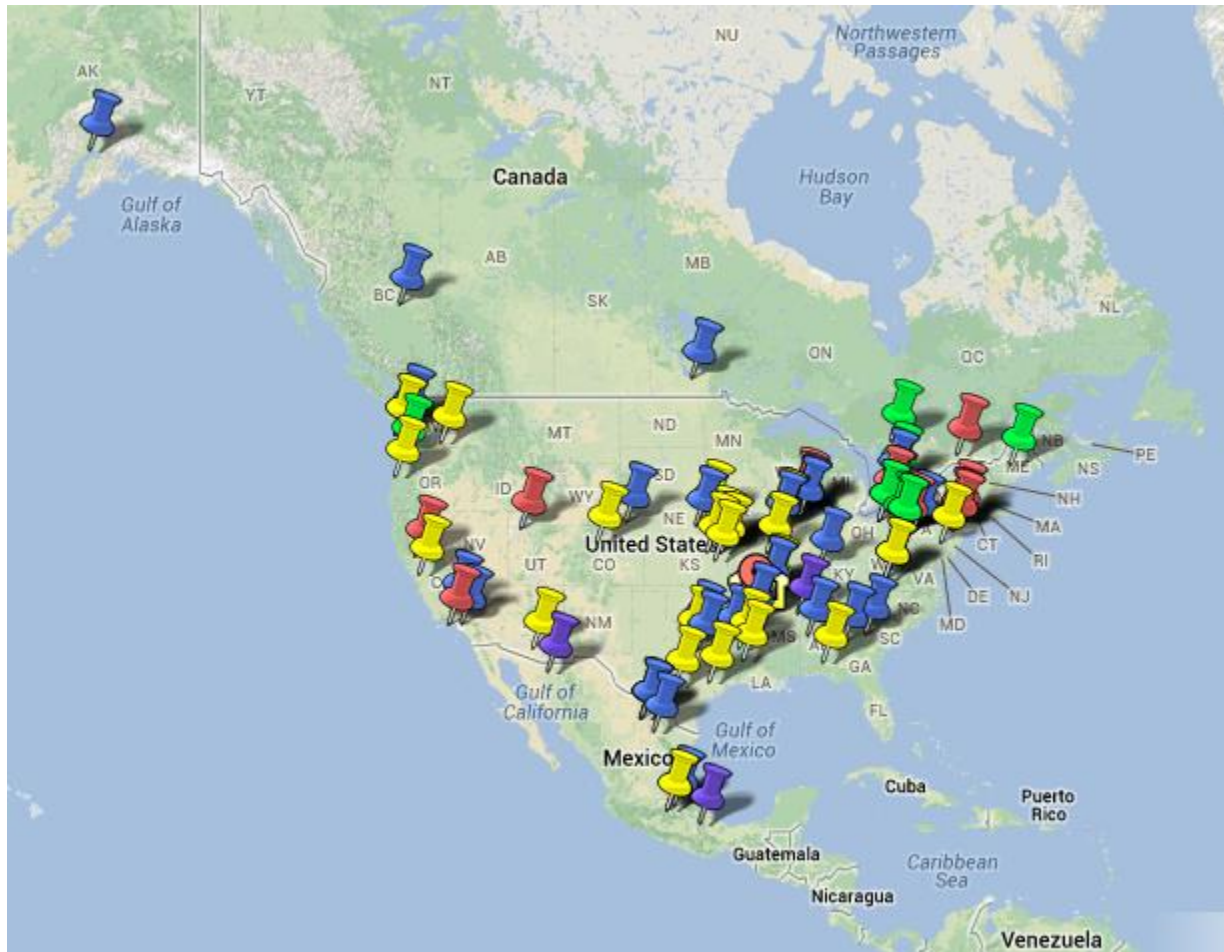 NU
Northwestern
Passages
AK
NT
YT
Canada
Hudson
Bay
Gulf of
Alaska
AB
MB
BC
SK
NL
ON
QC
MT
ND
MN
NB
PE
ME
NS
OR
ID
WY
SD
MI
NH
NE
MA
OH
CT
NV
United States
RI
UT
CO
KS
KY
VA
NJ
DE
NM
NC
MD
MS
SC
GA
LA
FL
Gulf of
California
Gulf of
Mexico
Mexico
Cuba
Puerto
Rico
Guatemala
Caribbean
Sea
Nicaragua
Venezuela